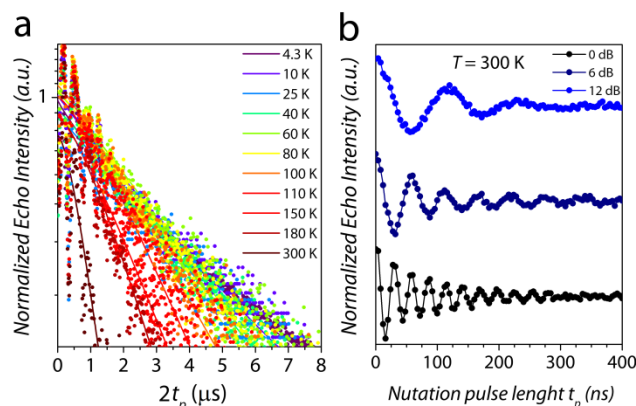 a
Normalized Echo Intensity (a.u.)
1
4.3 K
10 K
25 K
40 K
60 K
80 K
100 K
110 K
150 K
180 K
300 K
0 1 2 3 4 5 6 7 8
2tp (μs)
b
Normalized Echo Intensity (a.u.)
T = 300 K
0 dB
6 dB
12 dB
0 100 200 300 400
Nutation pulse lenght tp (ns)